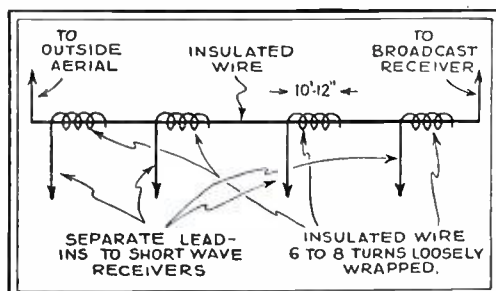 TO
OUTSIDE
AERIAL
INSULATED
WIRE
10'-12"
TO
BROADCAST
RECEIVER
SEPARATE LEAD-
INS TO SHORT WAVE
RECEIVERS
INSULATED WIRE
6 TO 8 TURNS LOOSELY
WRAPPED.